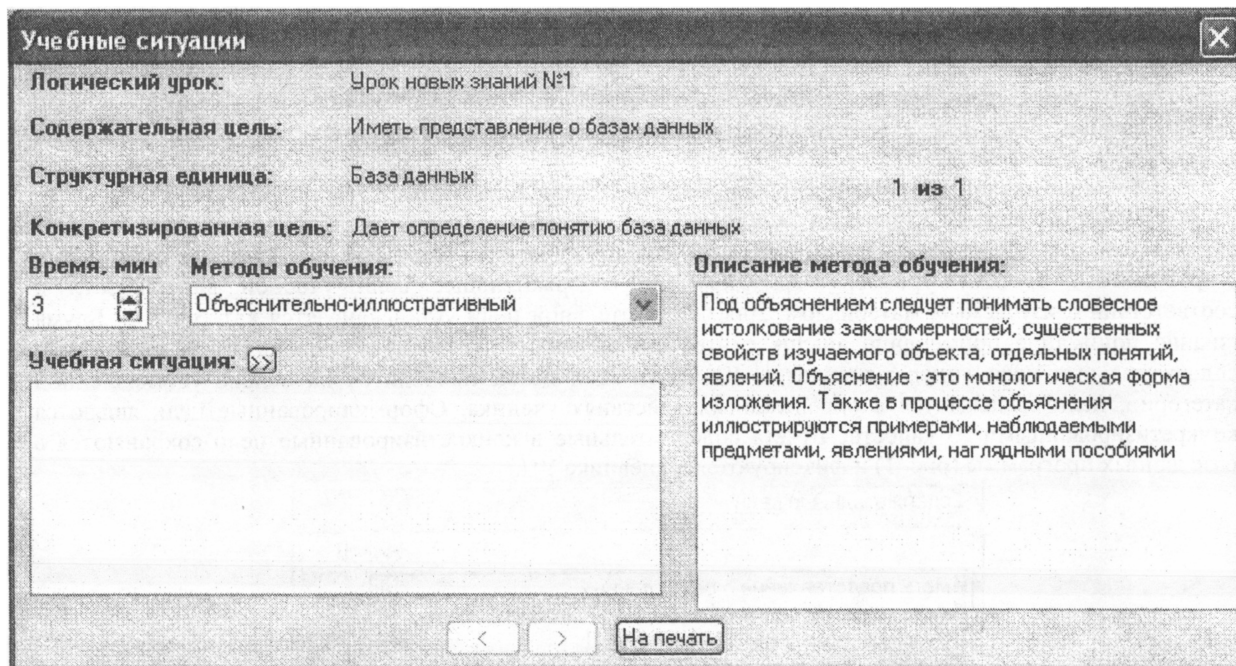 Учебные ситуации
Логический урок: Урок новых знаний №1
Содержательная цель: Иметь представление о базах данных
Структурная единица: База данных
1 из 1
Конкретизированная цель: Дает определение понятию база данных
Время, мин Методы обучения: Описание метода обучения:
3 Объяснительно-иллюстративный
Под объяснением следует понимать словесное
истолкование закономерностей, существенных
свойств изучаемого объекта, отдельных понятий,
явлений. Объяснение - это монологическая форма
изложения. Также в процессе объяснения
иллюстрируются примерами, наблюдаемыми
предметами, явлениями, наглядными пособиями
Учебная ситуация: >>
< > На печать